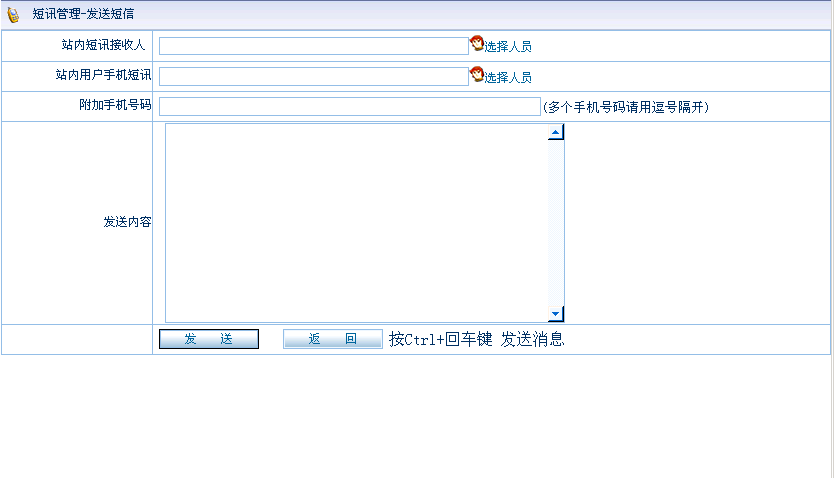 短讯管理-发送短信
站内短讯接收人 选择人员
站内用户手机短讯 选择人员
附加手机号码 (多个手机号码请用逗号隔开)
发送内容
发 送 返 回 按Ctrl+回车键 发送消息